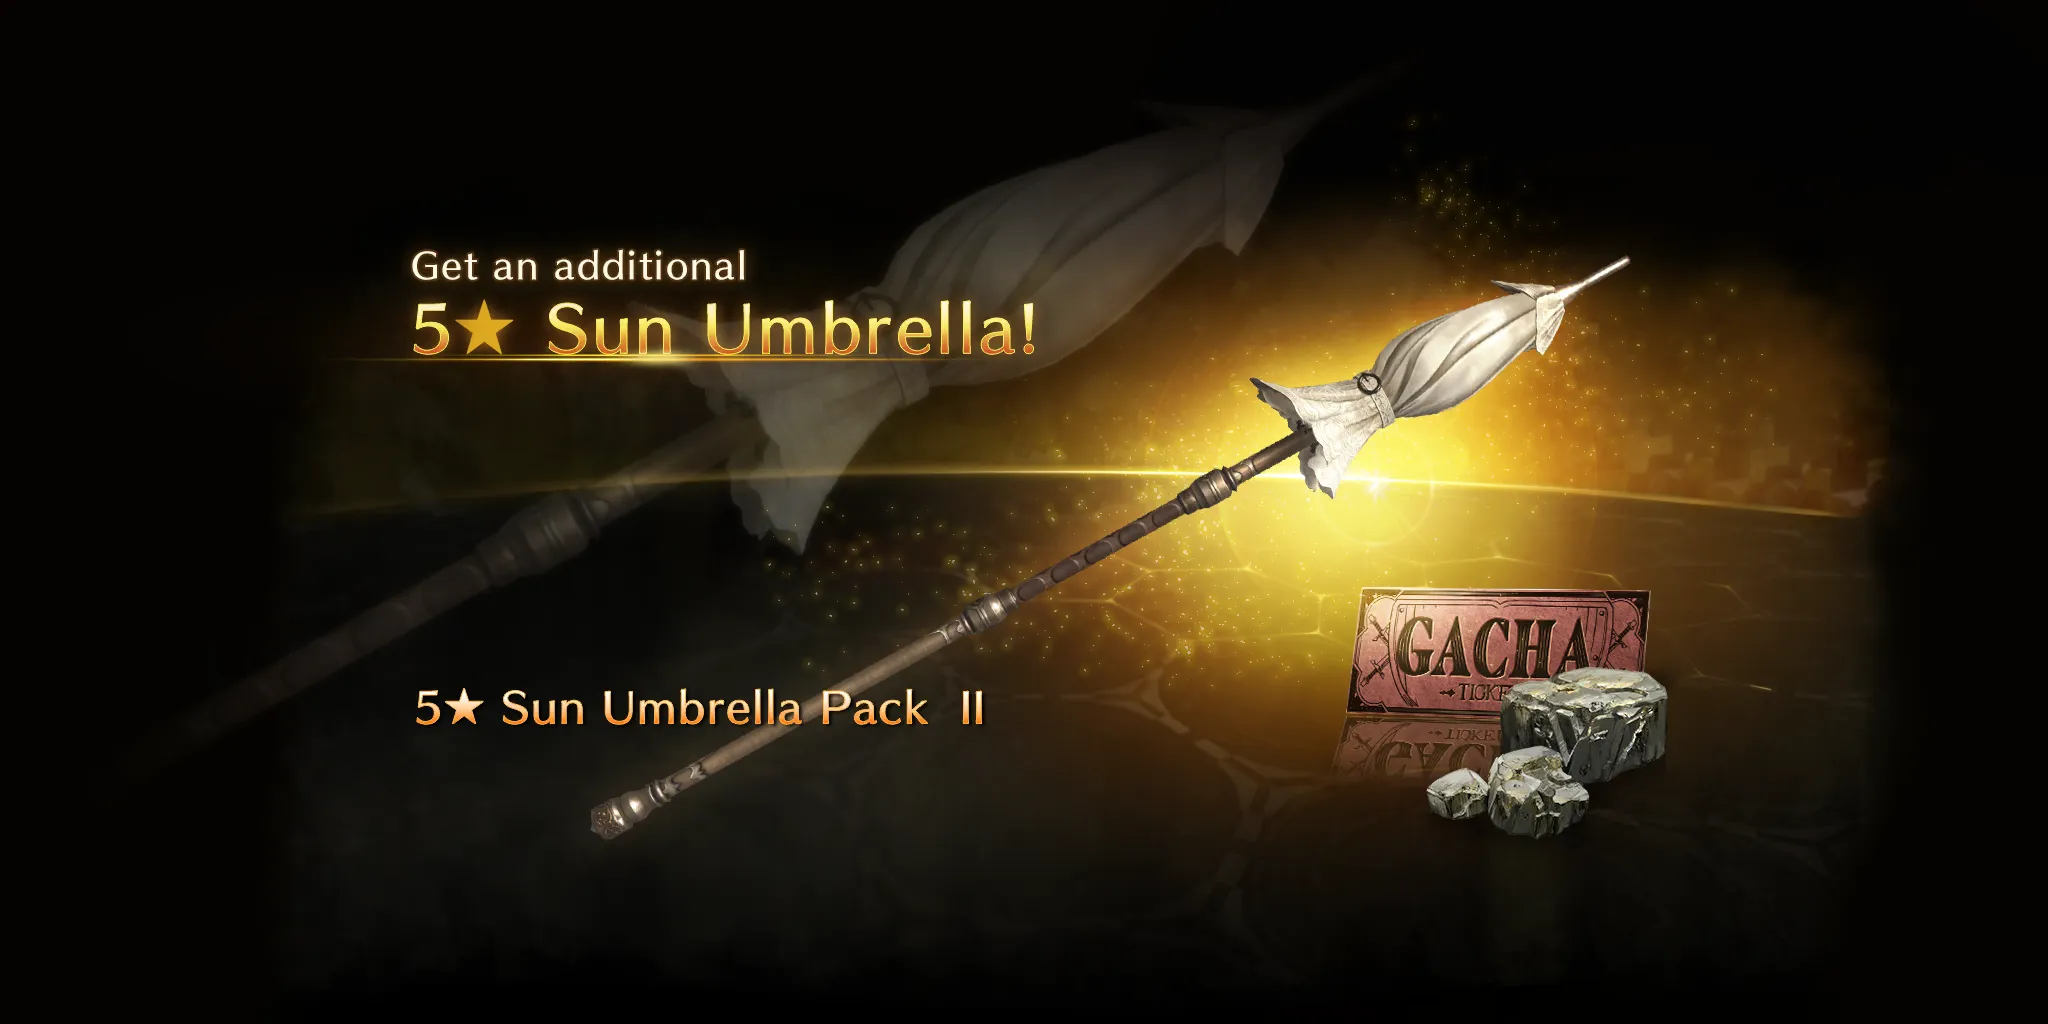 Get an additional
5★ Sun Umbrella!
5★ Sun Umbrella Pack II
GACHA